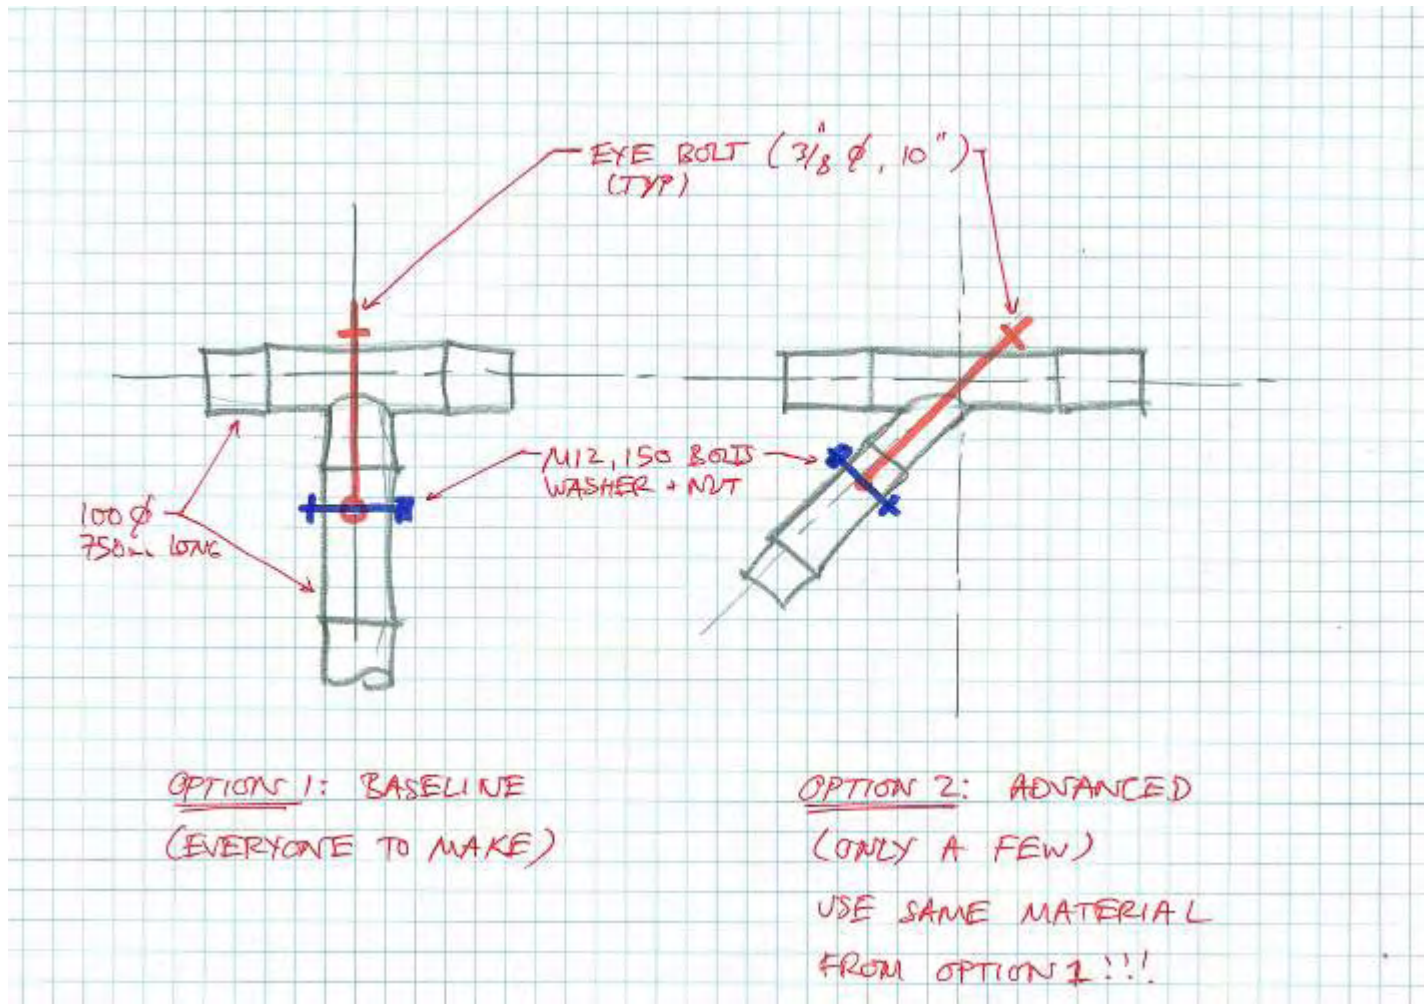 EYE BOLT (3/8" ϕ, 10")
(TYP)
M12, 150 BOLTS
WASHER + NUT
100 ϕ
750mm LONG
OPTION 1: BASELINE
(EVERYONE TO MAKE)
OPTION 2: ADVANCED
(ONLY A FEW)
USE SAME MATERIAL
FROM OPTION 1!!!